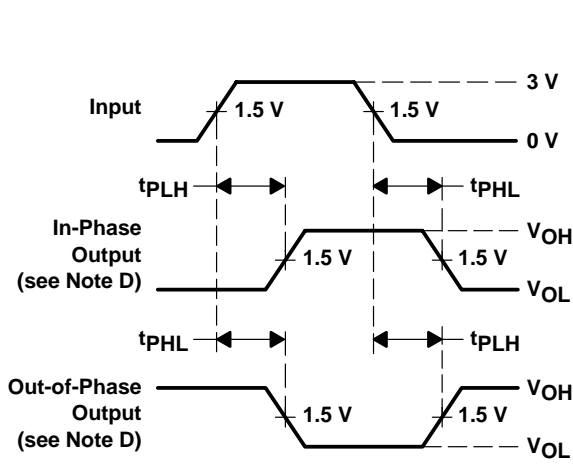 3 V
Input
1.5 V
1.5 V
0 V
tPLH
tPHL
In-Phase
Output
(see Note D)
VOH
1.5 V
1.5 V
VOL
tPHL
tPLH
Out-of-Phase
Output
(see Note D)
VOH
1.5 V
1.5 V
VOL